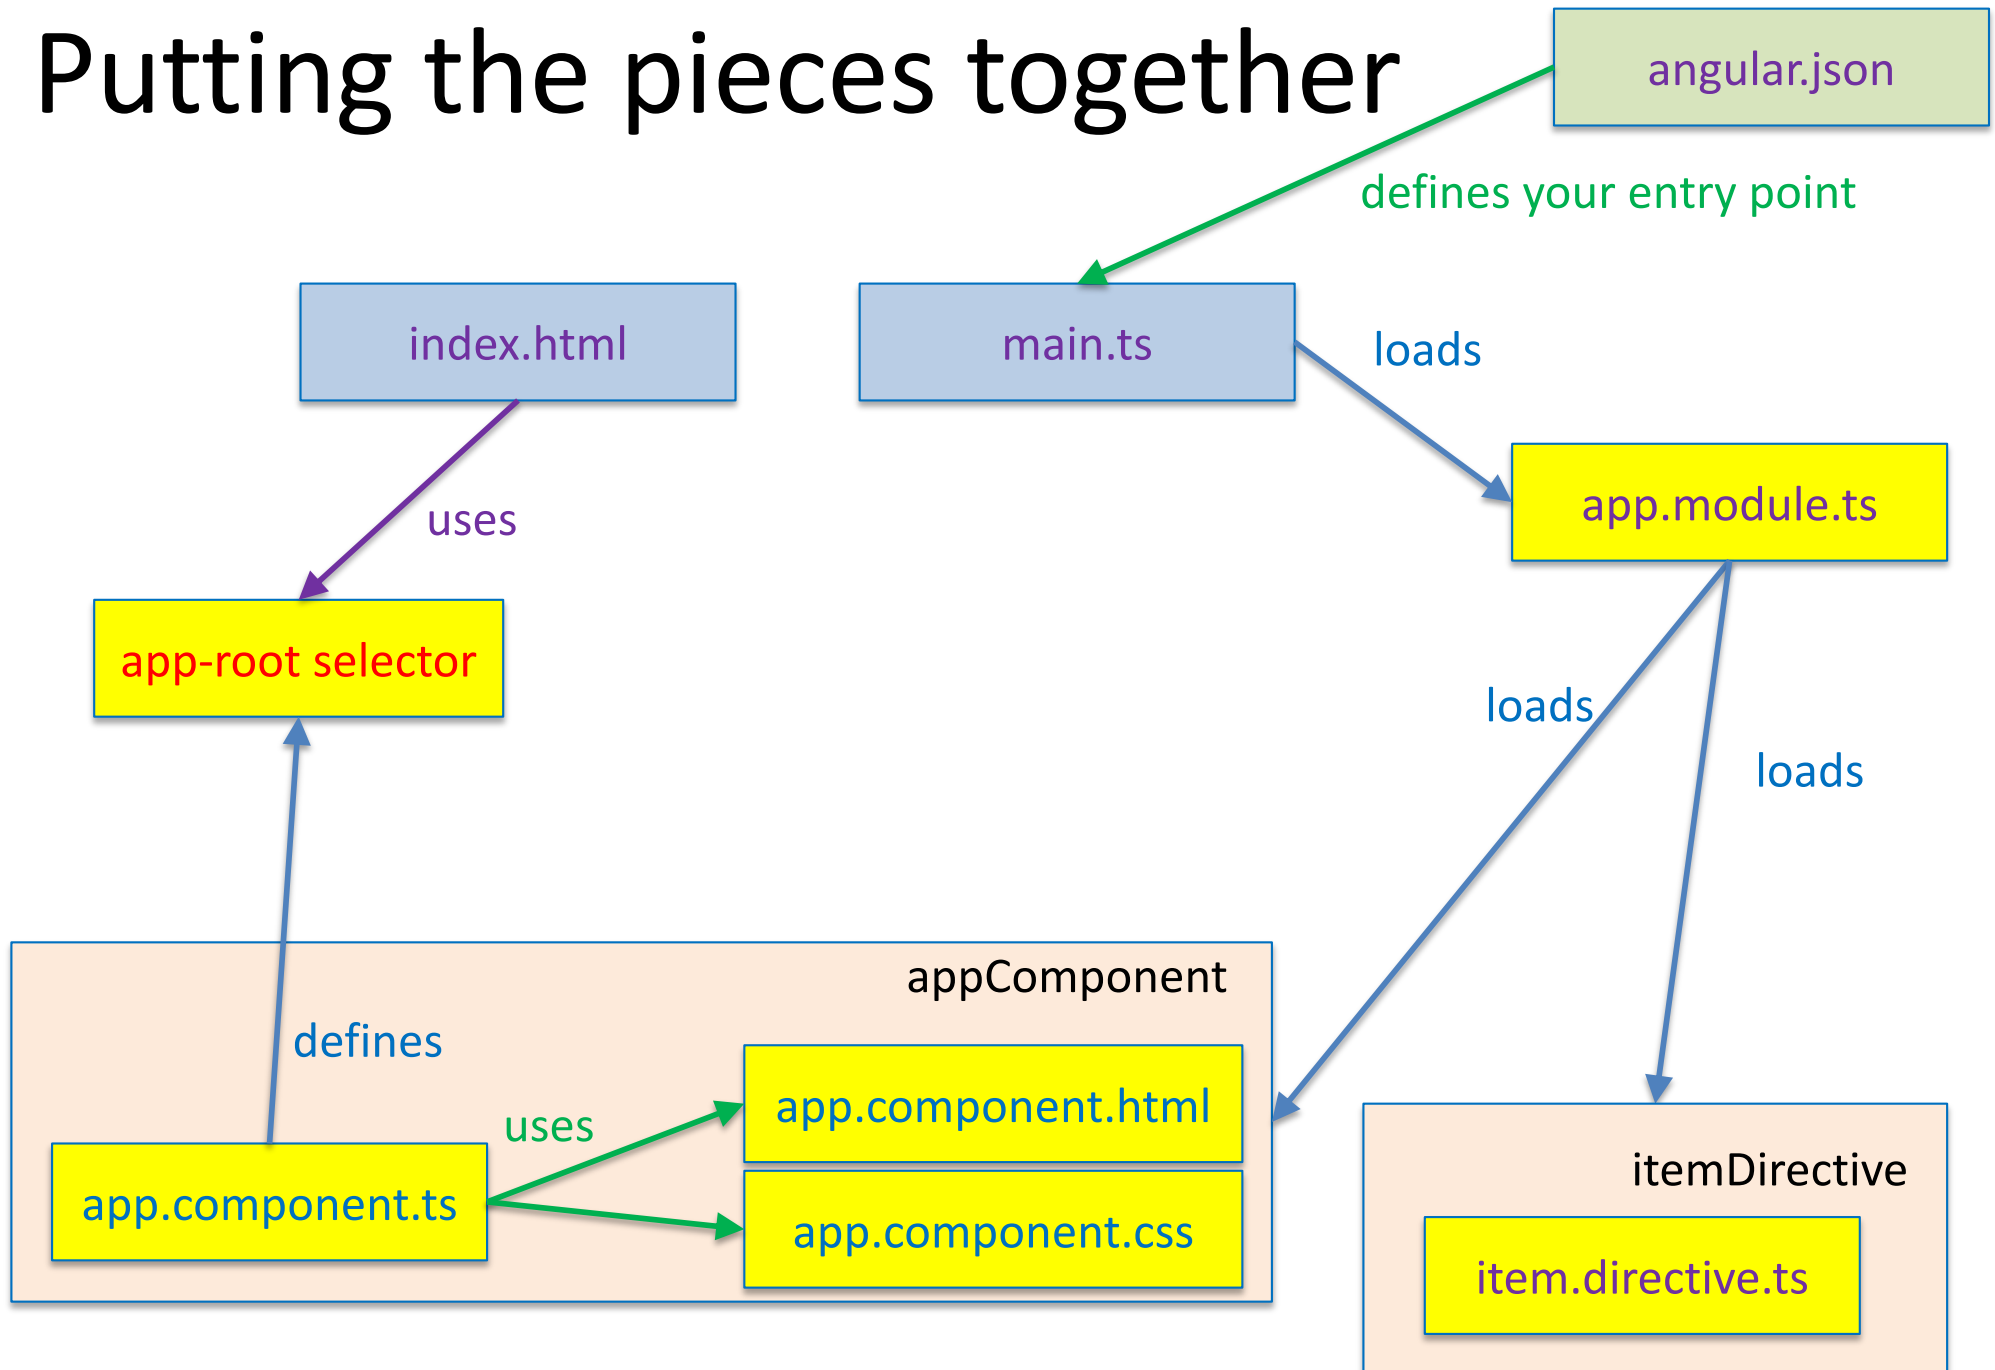 Putting the pieces together
angular.json
defines your entry point
index.html
main.ts
loads
app.module.ts
uses
app-root selector
loads
loads
appComponent
defines
app.component.html
uses
app.component.ts
app.component.css
itemDirective
item.directive.ts